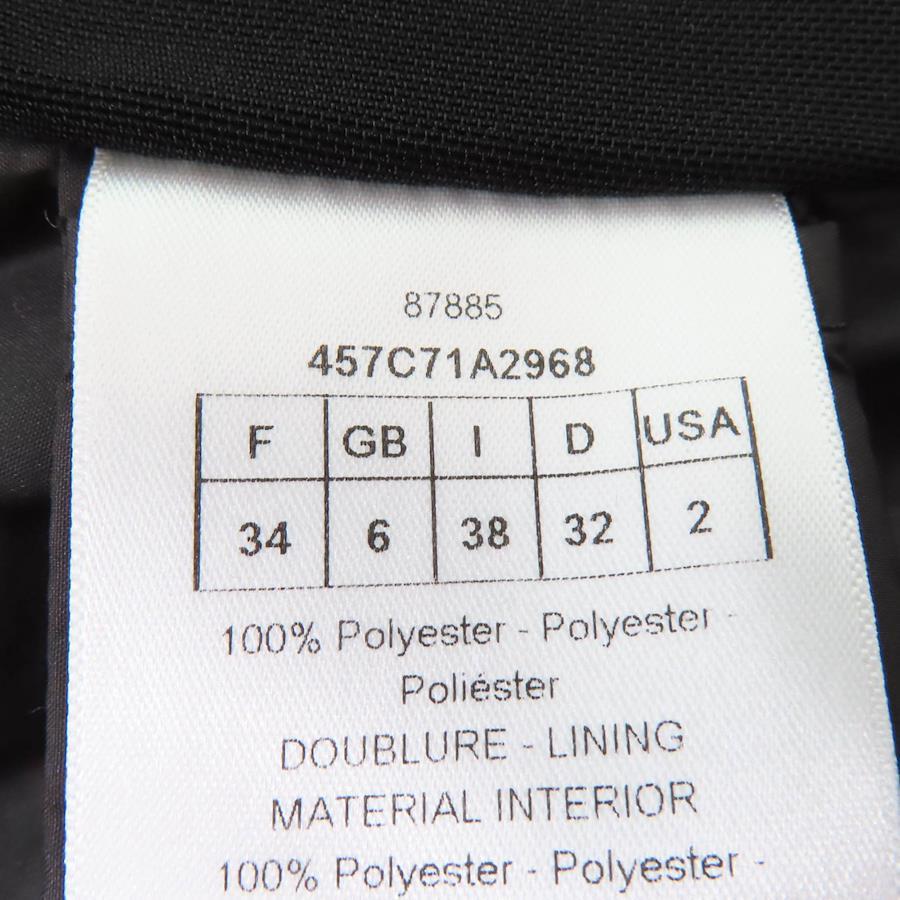 87885
457C71A2968
F GB I D USA
34 6 38 32 2
100% Polyester - Polyester -
Poliéster
DOUBLURE - LINING
MATERIAL INTERIOR
100% Polyester - Polyester -